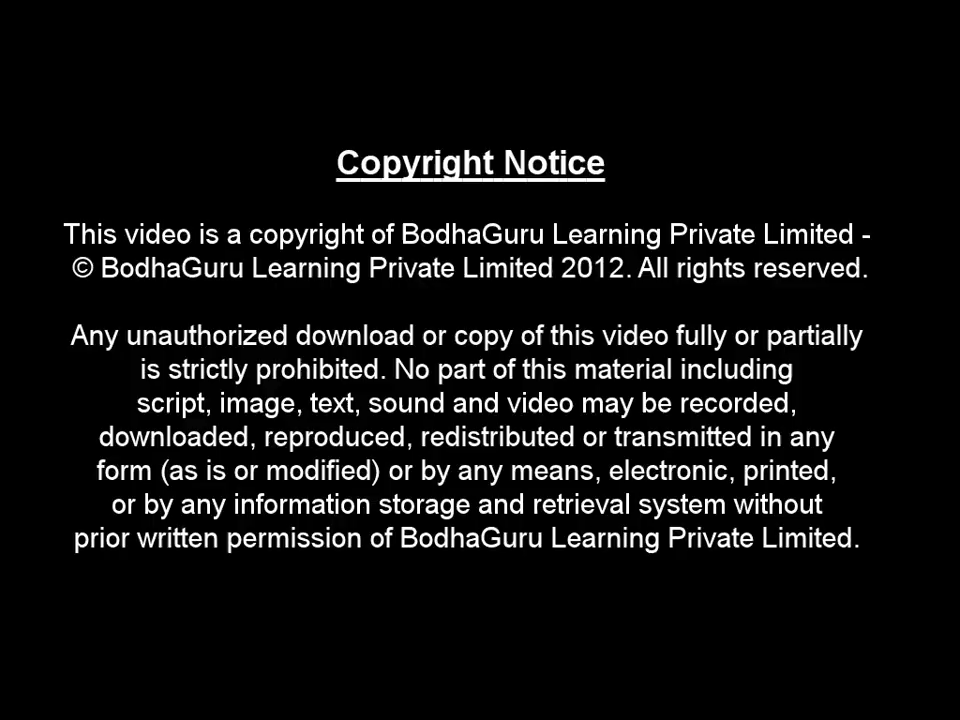 Copyright Notice
This video is a copyright of BodhaGuru Learning Private Limited -
© BodhaGuru Learning Private Limited 2012. All rights reserved.
Any unauthorized download or copy of this video fully or partially
is strictly prohibited. No part of this material including
script, image, text, sound and video may be recorded,
downloaded, reproduced, redistributed or transmitted in any
form (as is or modified) or by any means, electronic, printed,
or by any information storage and retrieval system without
prior written permission of BodhaGuru Learning Private Limited.